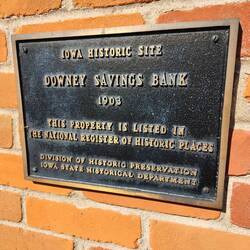 IOWA HISTORIC SITE
DOWNEY SAVINGS BANK
1903
THIS PROPERTY IS LISTED IN
THE NATIONAL REGISTER OF HISTORIC PLACES
DIVISION OF HISTORIC PRESERVATION
IOWA STATE HISTORICAL DEPARTMENT